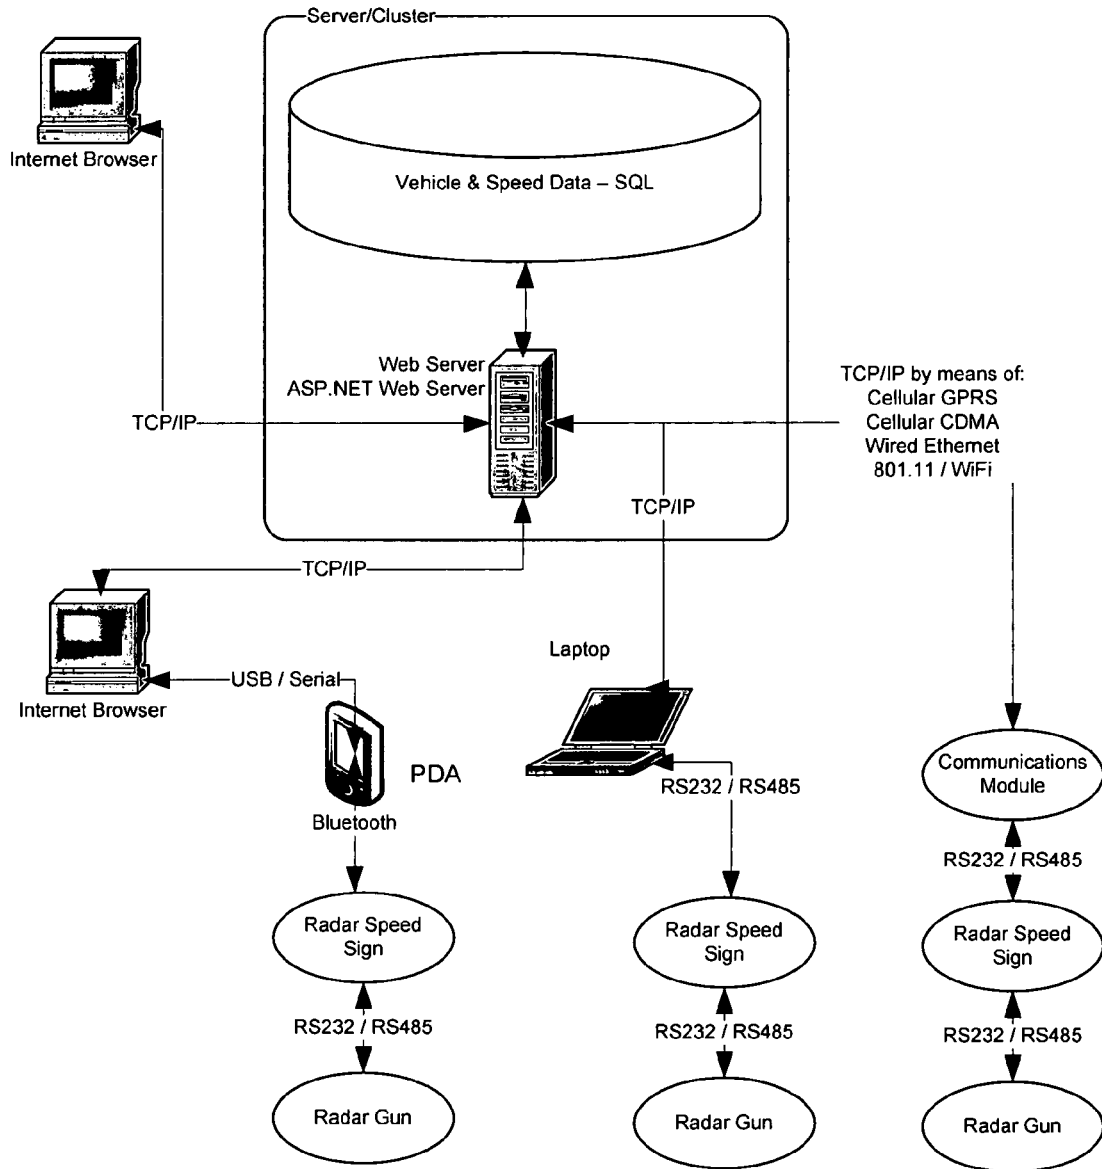 Server/Cluster
Internet Browser
Vehicle & Speed Data – SQL
Web Server
ASP.NET Web Server
TCP/IP
TCP/IP by means of:
Cellular GPRS
Cellular CDMA
Wired Ethernet
801.11 / WiFi
TCP/IP
TCP/IP
Internet Browser
USB / Serial
Laptop
PDA
Bluetooth
RS232 / RS485
Communications
Module
RS232 / RS485
Radar Speed
Sign
Radar Speed
Sign
Radar Speed
Sign
RS232 / RS485
RS232 / RS485
RS232 / RS485
Radar Gun
Radar Gun
Radar Gun